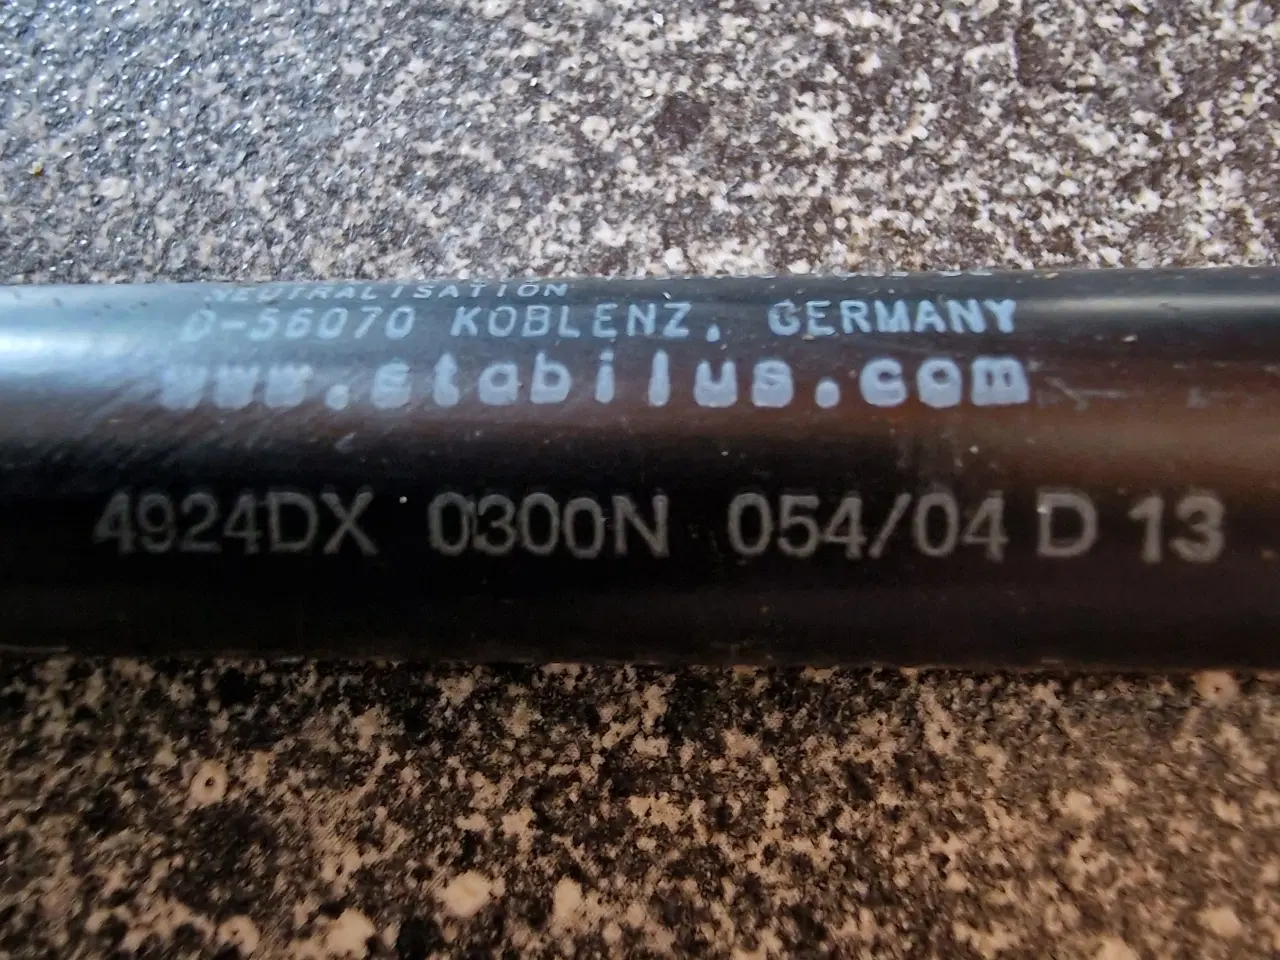 NEUTRALISATION
D-56070 KOBLENZ, GERMANY
www.stabilus.com
4924DX 0300N 054/04 D 13